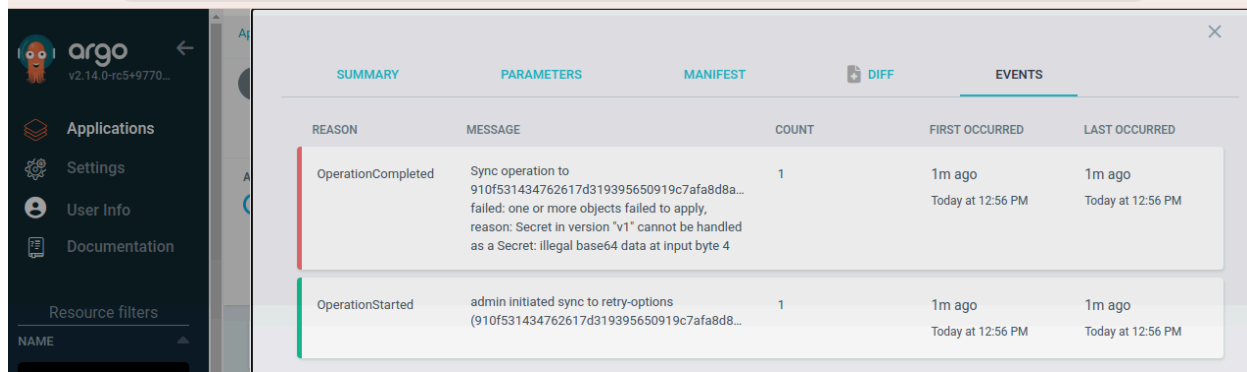 argo
v2.14.0-rc5+9770...
Applications
Settings
User Info
Documentation
Resource filters
NAME
Ap
A
SUMMARY
PARAMETERS
MANIFEST
DIFF
EVENTS
REASON
MESSAGE
COUNT
FIRST OCCURRED
LAST OCCURRED
OperationCompleted
Sync operation to
910f531434762617d319395650919c7afa8d8a...
failed: one or more objects failed to apply,
reason: Secret in version "v1" cannot be handled
as a Secret: illegal base64 data at input byte 4
1
1m ago
Today at 12:56 PM
1m ago
Today at 12:56 PM
OperationStarted
admin initiated sync to retry-options
(910f531434762617d319395650919c7afa8d8...
1
1m ago
Today at 12:56 PM
1m ago
Today at 12:56 PM